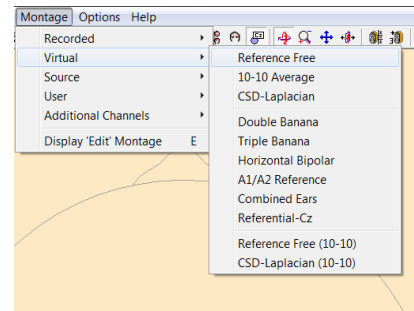 Montage Options Help
Recorded
Virtual
Source
User
Additional Channels
Display 'Edit' Montage E
Reference Free
10-10 Average
CSD-Laplacian
Double Banana
Triple Banana
Horizontal Bipolar
A1/A2 Reference
Combined Ears
Referential-Cz
Reference Free (10-10)
CSD-Laplacian (10-10)